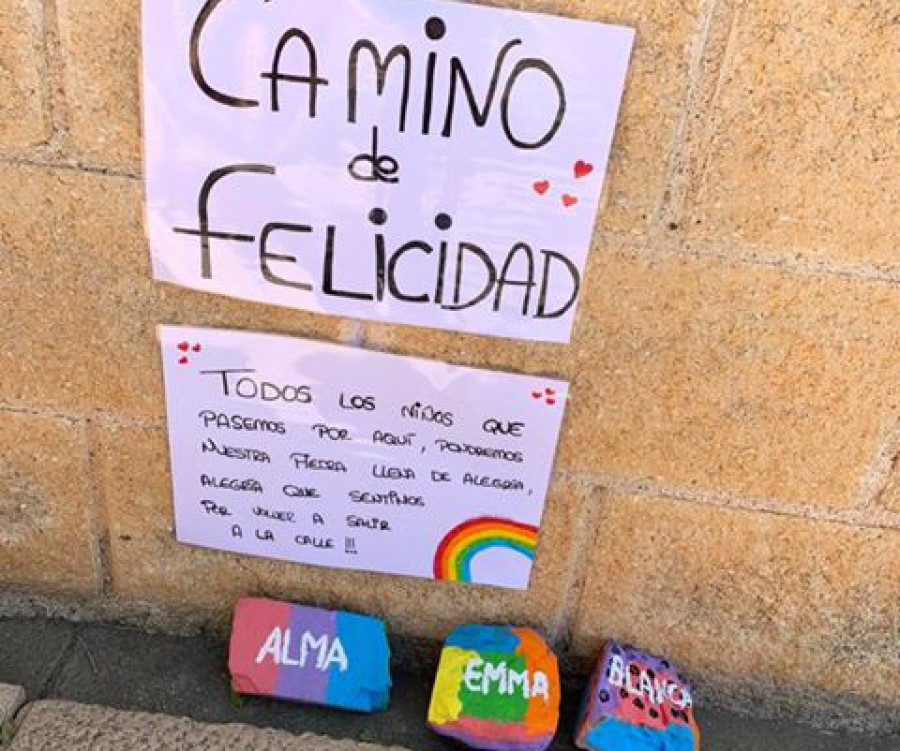 CAMiNO
de
FELiCiDAD
TODOS LOS NiÑOS QUE
PASEMOS POR AQUÍ, PONDREMOS
NUESTRA PIEDRA LLENA DE ALEGRÍA,
ALEGRÍA QUE SENTIMOS
POR VOLVER A SALIR
A LA CALLE !!!
ALMA
EMMA
BLANCA